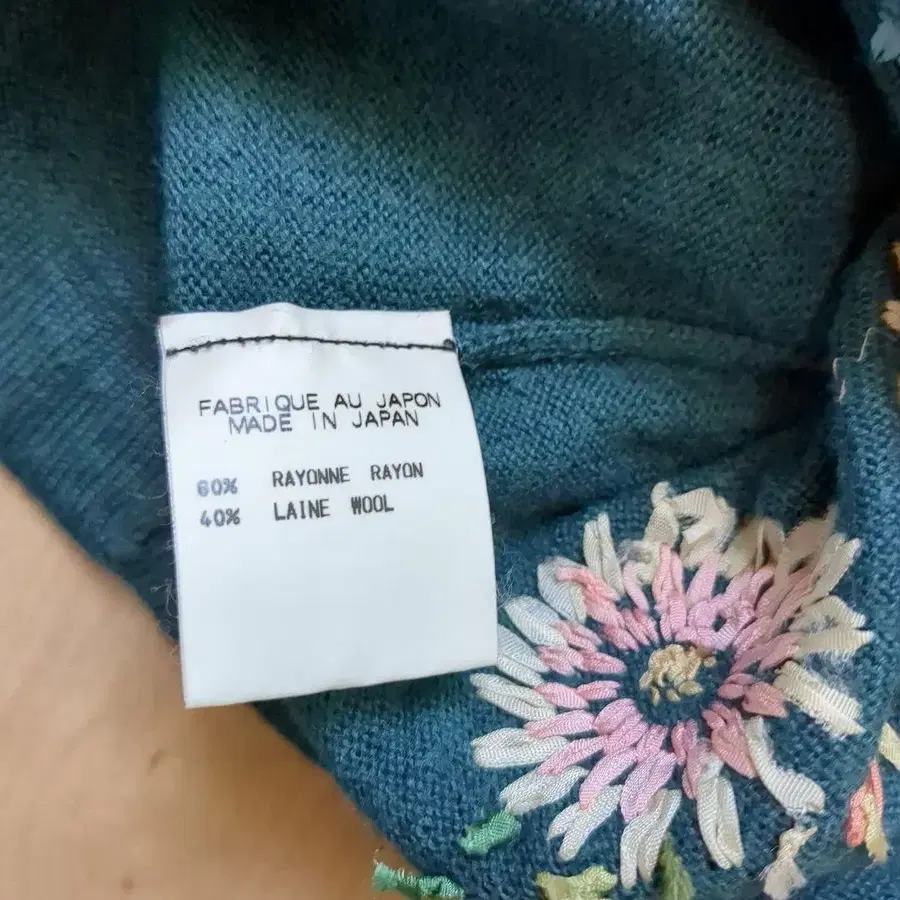 FABRIQUE AU JAPON
MADE IN JAPAN
60% RAYONNE RAYON
40% LAINE WOOL